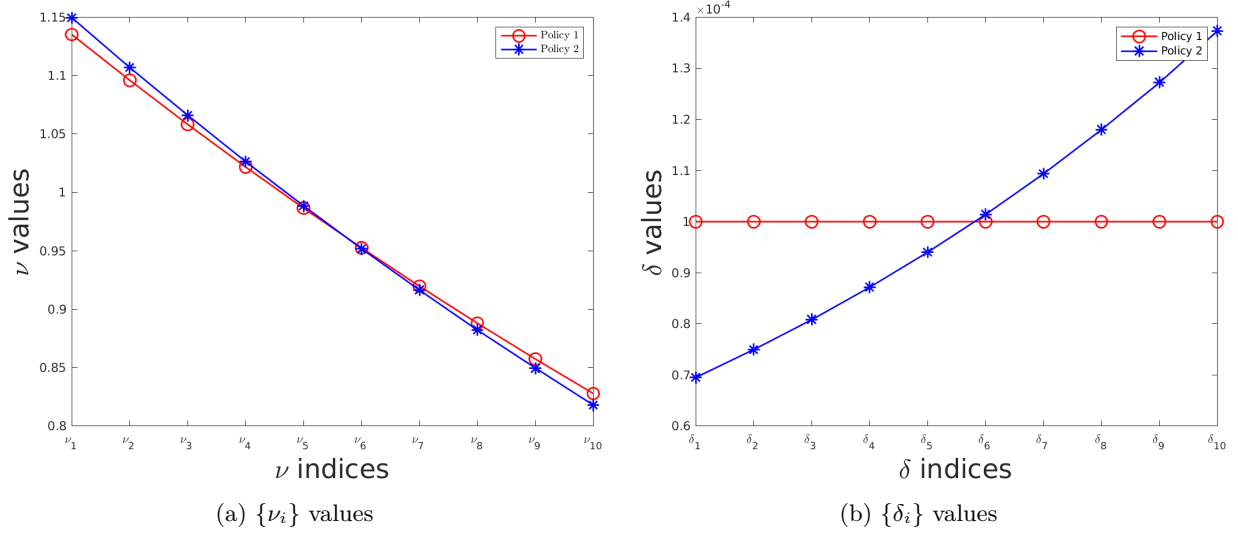 1.15
1.1
1.05
1
0.95
0.9
0.85
0.8
ν values
ν₁ ν₂ ν₃ ν₄ ν₅ ν₆ ν₇ ν₈ ν₉ ν₁₀
ν indices
Policy 1
Policy 2
(a) {νᵢ} values
×10⁻⁴
1.4
1.3
1.2
1.1
1
0.9
0.8
0.7
0.6
δ values
δ₁ δ₂ δ₃ δ₄ δ₅ δ₆ δ₇ δ₈ δ₉ δ₁₀
δ indices
Policy 1
Policy 2
(b) {δᵢ} values